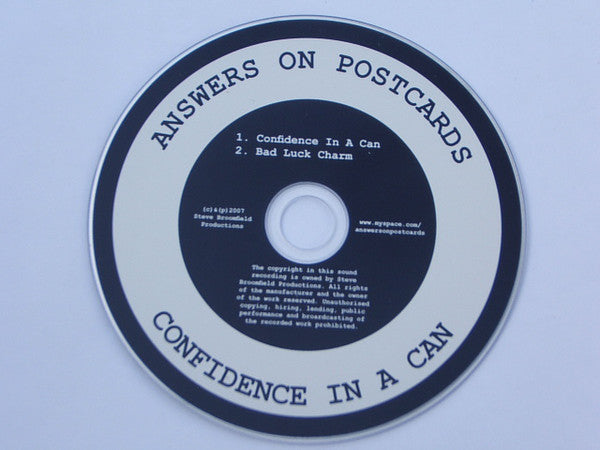 ANSWERS ON POSTCARDS
1. Confidence In A Can
2. Bad Luck Charm
(c)&(p)2007
Steve Broomfield
Productions
www.myspace.com/
answersonpostcards
The copyright in this sound
recording is owned by Steve
Broomfield Productions. All rights
of the manufacturer and the owner
of the work reserved. Unauthorised
copying, hiring, lending, public
performance and broardcasting of
the recorded work prohibited.
CONFIDENCE IN A CAN